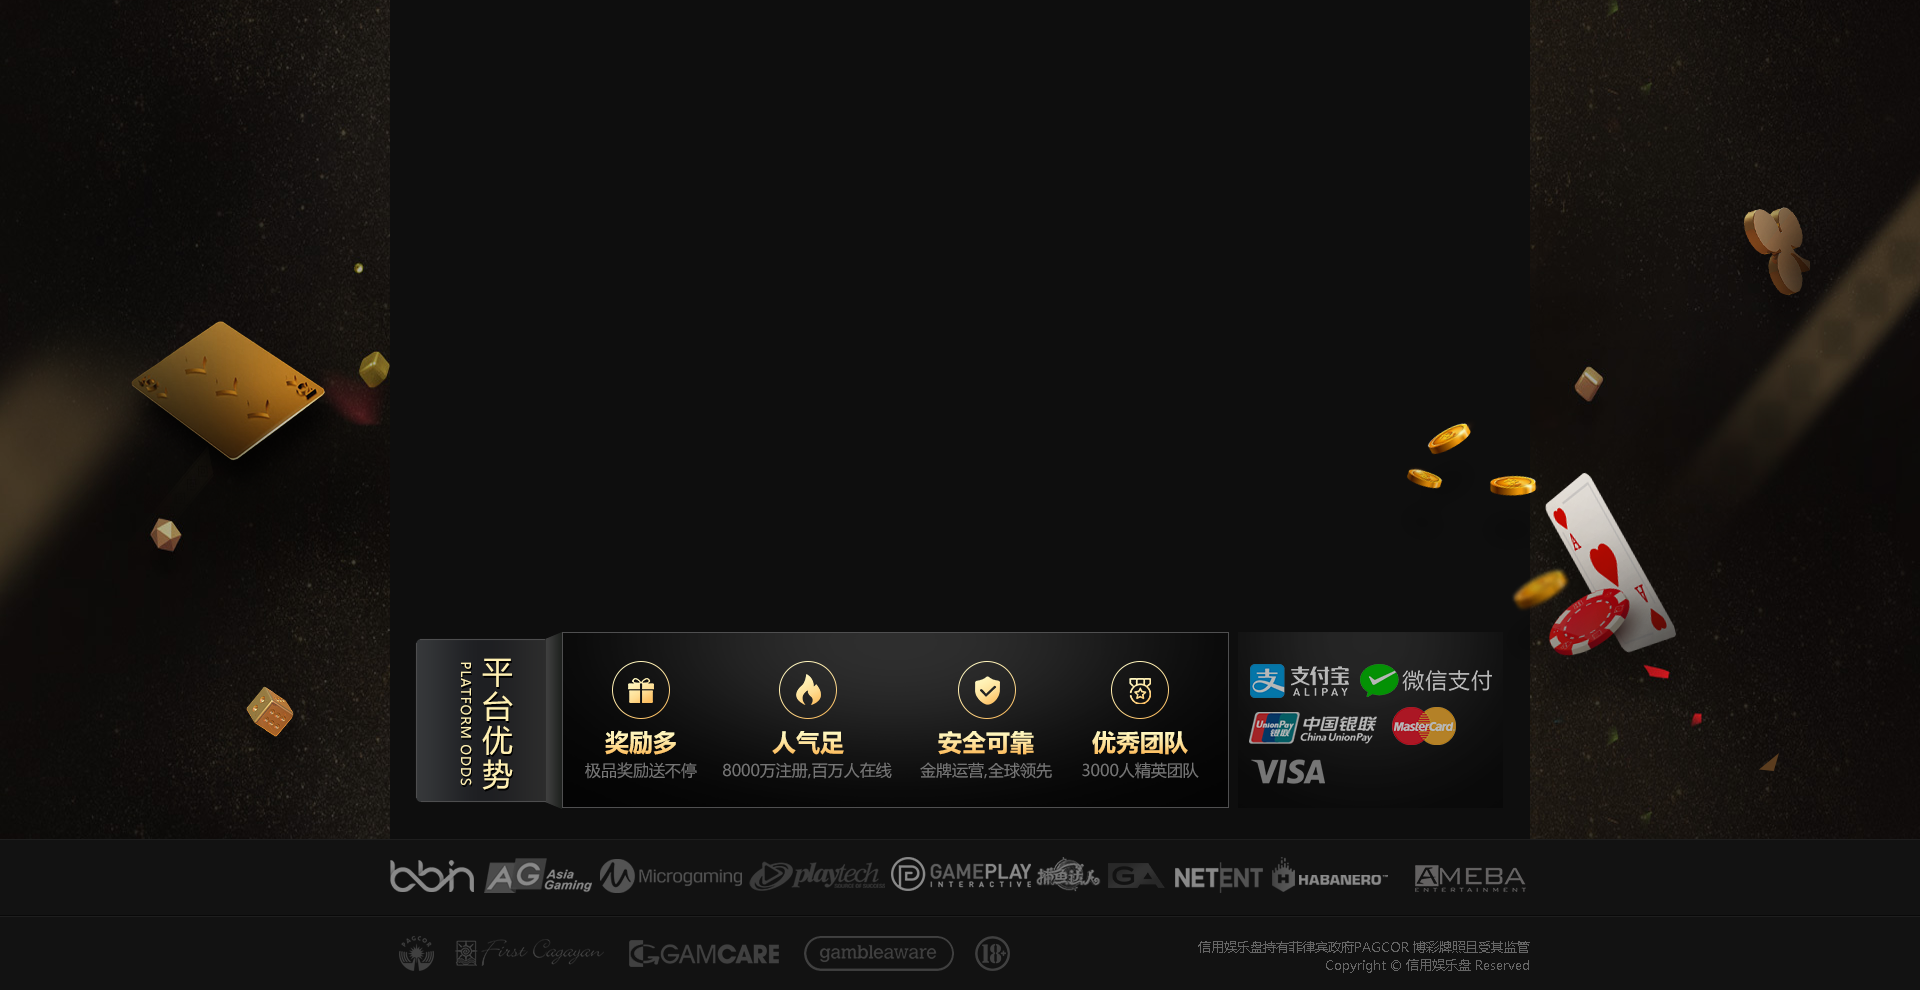 平台优势
PLATFORM ODDS
奖励多
极品奖励送不停
人气足
8000万注册,百万人在线
安全可靠
金牌运营,全球领先
优秀团队
3000人精英团队
支 支付宝
ALIPAY
微信支付
UnionPay 银联 中国银联
China UnionPay
MasterCard
VISA
bbin
AG Asia Gaming
Microgaming
playtech
GAMEPLAY
INTERACTIVE
捕鱼达人
GA
NETENT
HABANERO
AMEBA
ENTERTAINMENT
PAGCOR
First Cagayan
GAMCARE
gambleaware
18+
信用娱乐盘持有菲律宾政府PAGCOR 博彩牌照且受其监管
Copyright © 信用娱乐盘 Reserved